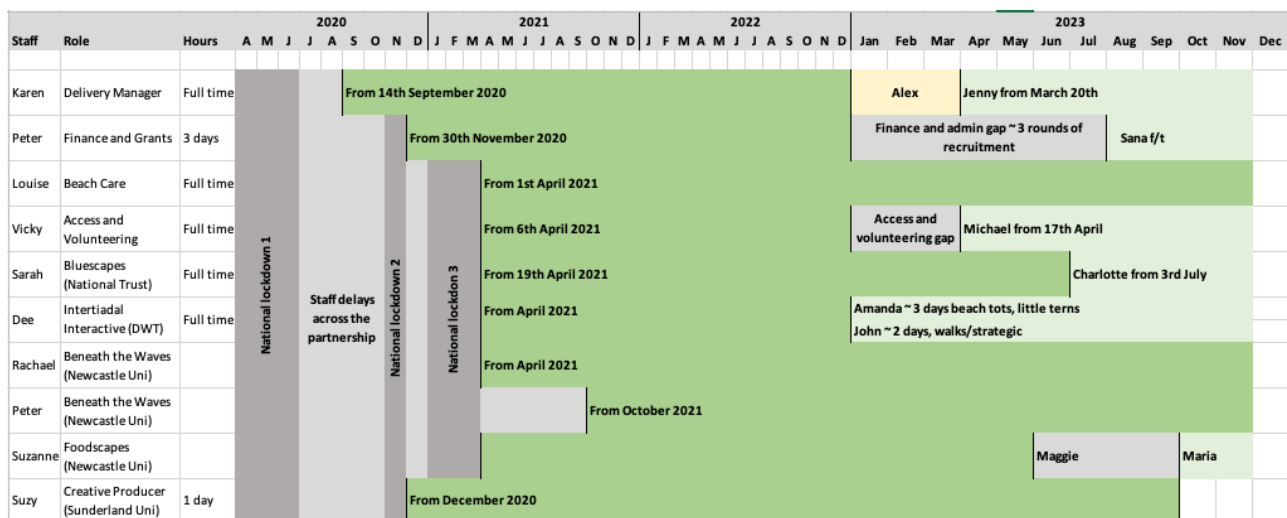 2020 2021 2022 2023
Staff Role Hours A M J J A S O N D J F M A M J J A S O N D J F M A M J J A S O N D Jan Feb Mar Apr May Jun Jul Aug Sep Oct Nov Dec
Karen Delivery Manager Full time From 14th September 2020 Alex Jenny from March 20th
Peter Finance and Grants 3 days From 30th November 2020 Finance and admin gap ~ 3 rounds of
recruitment Sana f/t
Louise Beach Care Full time From 1st April 2021
Vicky Access and
Volunteering Full time From 6th April 2021 Access and
volunteering gap Michael from 17th April
Sarah Bluescapes
(National Trust) Full time From 19th April 2021 Charlotte from 3rd July
Dee Intertiadal
Interactive (DWT) Full time From April 2021 Amanda ~ 3 days beach tots, little terns
John ~ 2 days, walks/strategic
Rachael Beneath the Waves
(Newcastle Uni) From April 2021
Peter Beneath the Waves
(Newcastle Uni) From October 2021
Suzanne Foodscapes
(Newcastle Uni) Maggie Maria
Suzy Creative Producer
(Sunderland Uni) 1 day From December 2020
National lockdown 1
Staff delays
across the
partnership
National lockdown 2
National lockdon 3